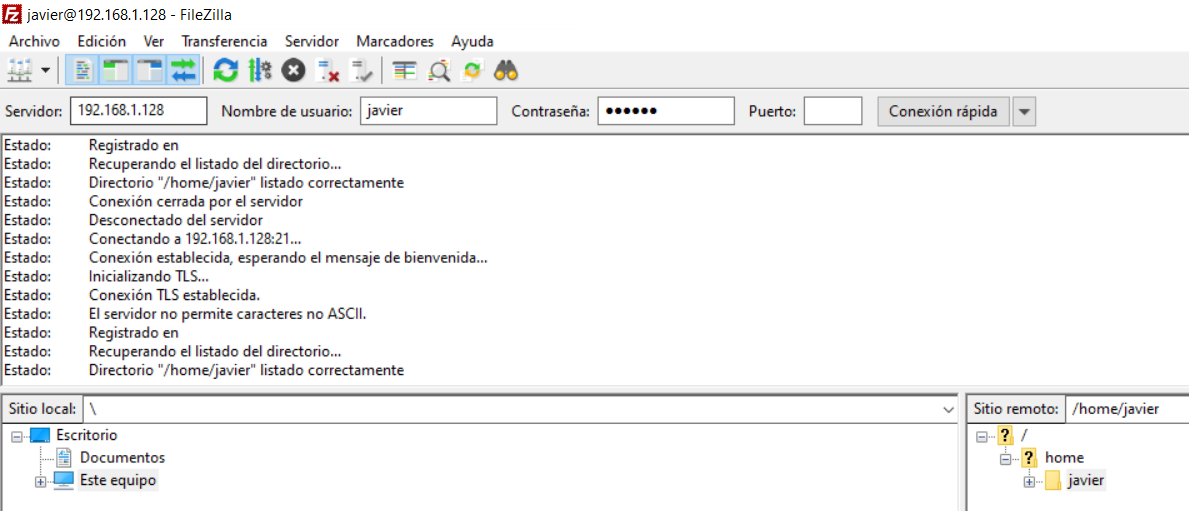 javier@192.168.1.128 - FileZilla
Archivo Edición Ver Transferencia Servidor Marcadores Ayuda
Servidor: 192.168.1.128 Nombre de usuario: javier Contraseña: ●●●●●● Puerto: Conexión rápida
Estado: Registrado en
Estado: Recuperando el listado del directorio...
Estado: Directorio "/home/javier" listado correctamente
Estado: Conexión cerrada por el servidor
Estado: Desconectado del servidor
Estado: Conectando a 192.168.1.128:21...
Estado: Conexión establecida, esperando el mensaje de bienvenida...
Estado: Inicializando TLS...
Estado: Conexión TLS establecida.
Estado: El servidor no permite caracteres no ASCII.
Estado: Registrado en
Estado: Recuperando el listado del directorio...
Estado: Directorio "/home/javier" listado correctamente
Sitio local: \
Escritorio
Documentos
Este equipo
Sitio remoto: /home/javier
/
home
javier